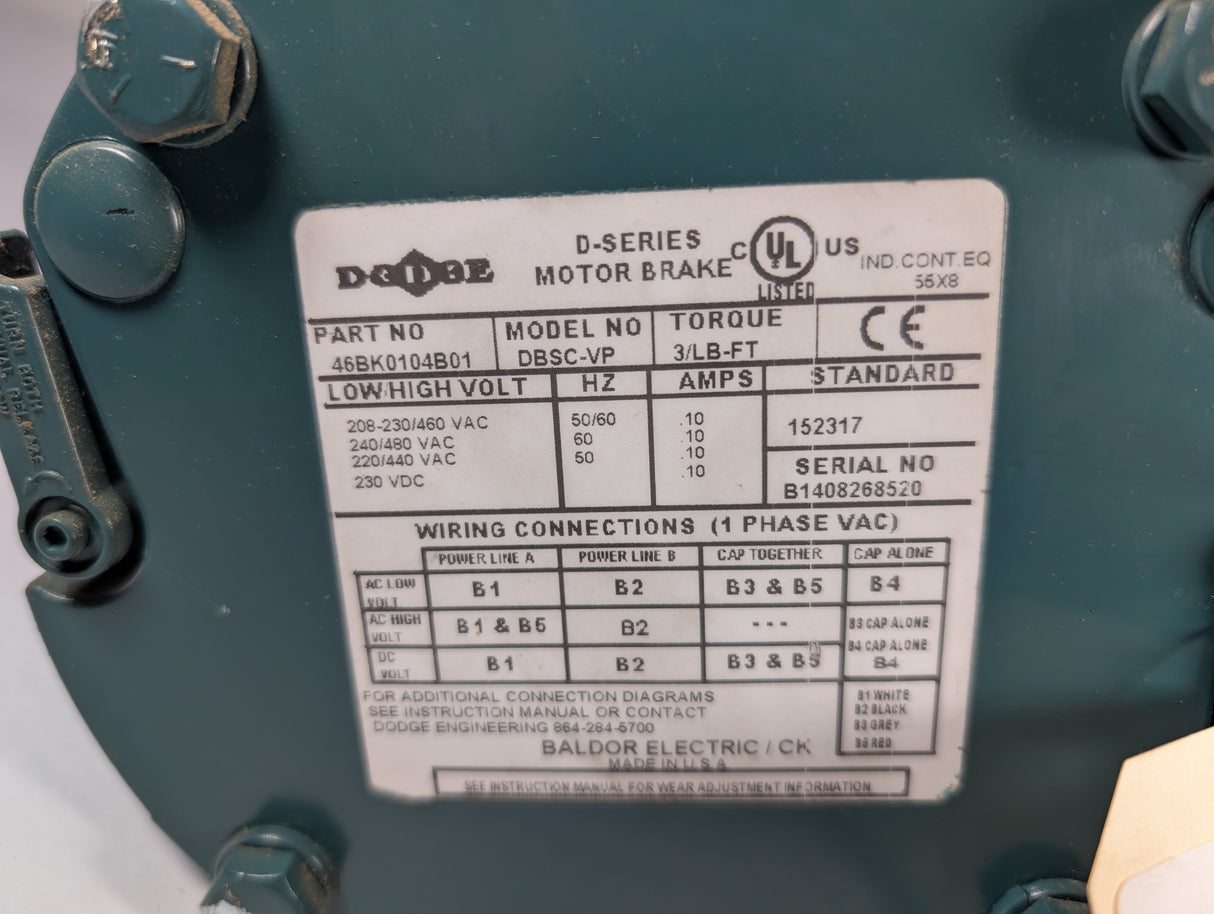 DODGE
D-SERIES
MOTOR BRAKE
C UL US
LISTED
IND.CONT.EQ
55X8
PART NO
46BK0104B01
MODEL NO
DBSC-VP
TORQUE
3/LB-FT
CE
LOW/HIGH VOLT HZ AMPS STANDARD
208-230/460 VAC 50/60 .10
240/480 VAC 60 .10
220/440 VAC 50 .10
230 VDC .10
152317
SERIAL NO
B1408268520
WIRING CONNECTIONS (1 PHASE VAC)
POWER LINE A POWER LINE B CAP TOGETHER CAP ALONE
AC LOW VOLT B1 B2 B3 & B5 B4
AC HIGH VOLT B1 & B5 B2 --- B3 CAP ALONE
B4 CAP ALONE
DC VOLT B1 B2 B3 & B5 B4
FOR ADDITIONAL CONNECTION DIAGRAMS
SEE INSTRUCTION MANUAL OR CONTACT
DODGE ENGINEERING 864-284-5700
B1 WHITE
B2 BLACK
B3 GREY
B5 RED
BALDOR ELECTRIC / CK
MADE IN U.S.A
SEE INSTRUCTION MANUAL FOR WEAR ADJUSTMENT INFORMATION